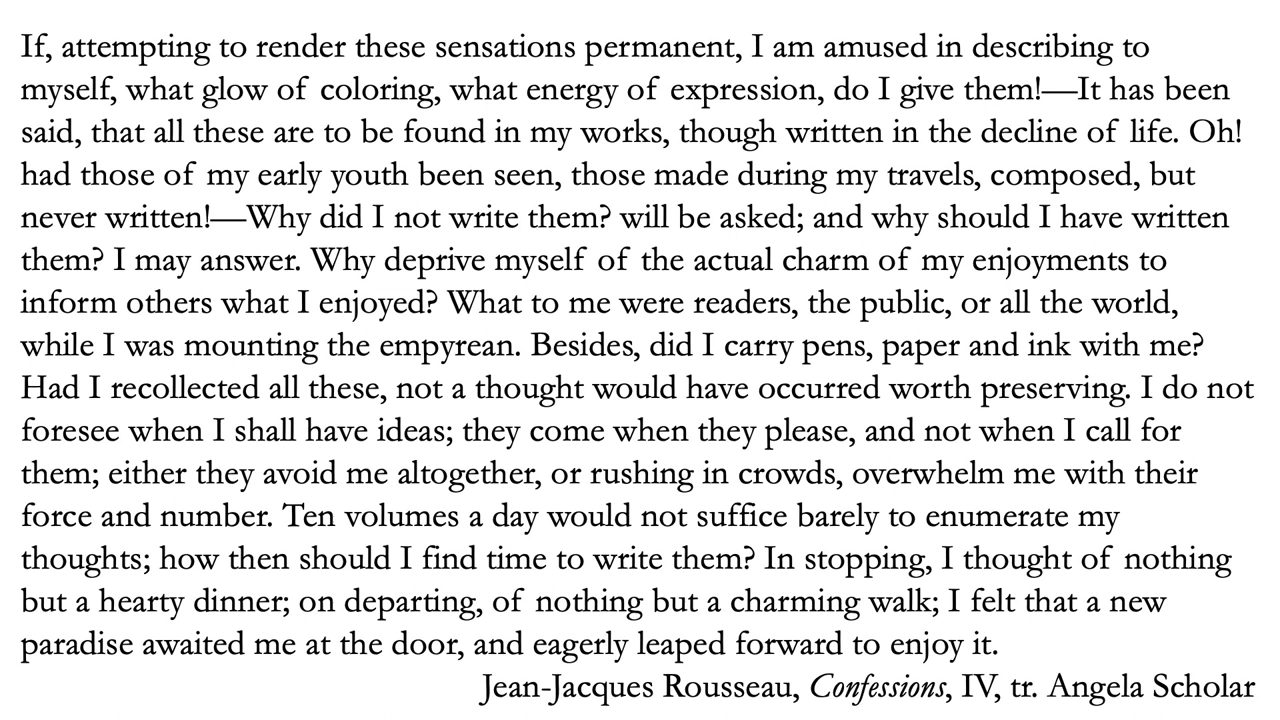 If, attempting to render these sensations permanent, I am amused in describing to
myself, what glow of coloring, what energy of expression, do I give them!—It has been
said, that all these are to be found in my works, though written in the decline of life. Oh!
had those of my early youth been seen, those made during my travels, composed, but
never written!—Why did I not write them? will be asked; and why should I have written
them? I may answer. Why deprive myself of the actual charm of my enjoyments to
inform others what I enjoyed? What to me were readers, the public, or all the world,
while I was mounting the empyrean. Besides, did I carry pens, paper and ink with me?
Had I recollected all these, not a thought would have occurred worth preserving. I do not
foresee when I shall have ideas; they come when they please, and not when I call for
them; either they avoid me altogether, or rushing in crowds, overwhelm me with their
force and number. Ten volumes a day would not suffice barely to enumerate my
thoughts; how then should I find time to write them? In stopping, I thought of nothing
but a hearty dinner; on departing, of nothing but a charming walk; I felt that a new
paradise awaited me at the door, and eagerly leaped forward to enjoy it.
Jean-Jacques Rousseau, Confessions, IV, tr. Angela Scholar